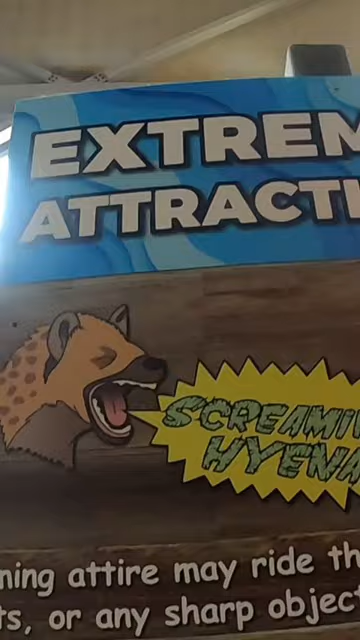 EXTREM
ATTRACTI
SCREAMIN
HYENA
ning attire may ride th
ts, or any sharp object